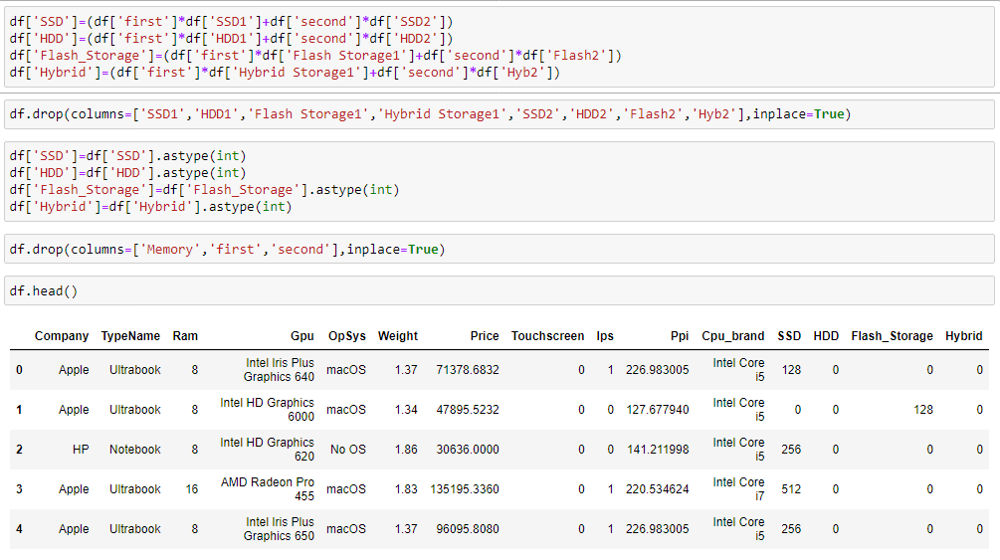 df['SSD']=(df['first']*df['SSD1']+df['second']*df['SSD2'])
df['HDD']=(df['first']*df['HDD1']+df['second']*df['HDD2'])
df['Flash_Storage']=(df['first']*df['Flash Storage1']+df['second']*df['Flash2'])
df['Hybrid']=(df['first']*df['Hybrid Storage1']+df['second']*df['Hyb2'])
df.drop(columns=['SSD1','HDD1','Flash Storage1','Hybrid Storage1','SSD2','HDD2','Flash2','Hyb2'],inplace=True)
df['SSD']=df['SSD'].astype(int)
df['HDD']=df['HDD'].astype(int)
df['Flash_Storage']=df['Flash_Storage'].astype(int)
df['Hybrid']=df['Hybrid'].astype(int)
df.drop(columns=['Memory','first','second'],inplace=True)
df.head()
Company TypeName Ram Gpu OpSys Weight Price Touchscreen Ips Ppi Cpu_brand SSD HDD Flash_Storage Hybrid
0 Apple Ultrabook 8 Intel Iris Plus Graphics 640 macOS 1.37 71378.6832 0 1 226.983005 Intel Core i5 128 0 0 0
1 Apple Ultrabook 8 Intel HD Graphics 6000 macOS 1.34 47895.5232 0 0 127.677940 Intel Core i5 0 0 128 0
2 HP Notebook 8 Intel HD Graphics 620 No OS 1.86 30636.0000 0 0 141.211998 Intel Core i5 256 0 0 0
3 Apple Ultrabook 16 AMD Radeon Pro 455 macOS 1.83 135195.3360 0 1 220.534624 Intel Core i7 512 0 0 0
4 Apple Ultrabook 8 Intel Iris Plus Graphics 650 macOS 1.37 96095.8080 0 1 226.983005 Intel Core i5 256 0 0 0